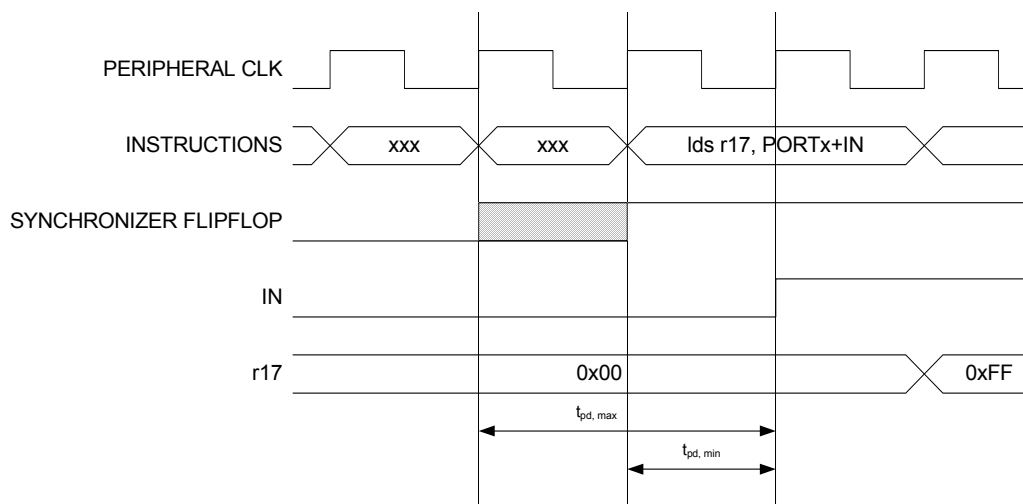 PERIPHERAL CLK
INSTRUCTIONS xxx xxx lds r17, PORTx+IN
SYNCHRONIZER FLIPFLOP
IN
r17 0x00 0xFF
tpd, max
tpd, min